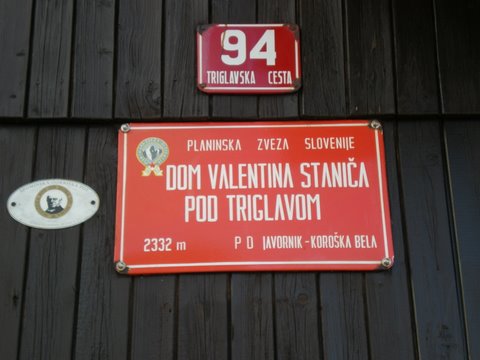 94
TRIGLAVSKA CESTA
PLANINSKA ZVEZA SLOVENIJE
DOM VALENTINA STANIČA
POD TRIGLAVOM
2332 m P D JAVORNIK-KOROŠKA BELA